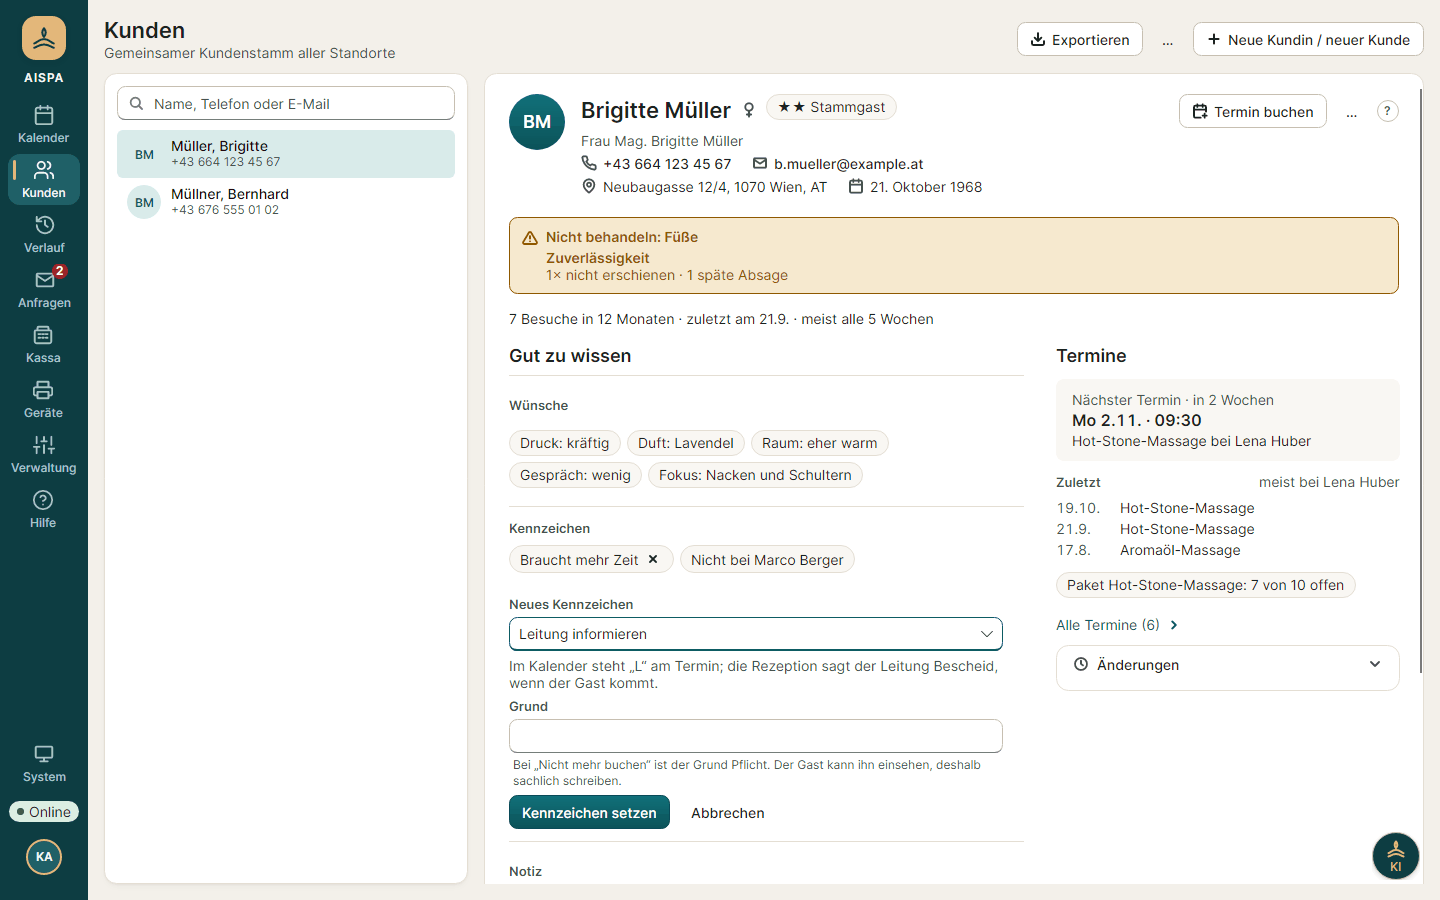 AISPA
Kalender
Kunden
Verlauf
2
Anfragen
Kassa
Geräte
Verwaltung
Hilfe
System
Online
KA
Kunden
Gemeinsamer Kundenstamm aller Standorte
Exportieren
...
Neue Kundin / neuer Kunde
Name, Telefon oder E-Mail
BM
Müller, Brigitte
+43 664 123 45 67
BM
Müllner, Bernhard
+43 676 555 01 02
BM
Brigitte Müller
★★ Stammgast
Termin buchen
...
?
Frau Mag. Brigitte Müller
+43 664 123 45 67
b.mueller@example.at
Neubaugasse 12/4, 1070 Wien, AT
21. Oktober 1968
Nicht behandeln: Füße
Zuverlässigkeit
1× nicht erschienen · 1 späte Absage
7 Besuche in 12 Monaten · zuletzt am 21.9. · meist alle 5 Wochen
Gut zu wissen
Wünsche
Druck: kräftig
Duft: Lavendel
Raum: eher warm
Gespräch: wenig
Fokus: Nacken und Schultern
Kennzeichen
Braucht mehr Zeit ×
Nicht bei Marco Berger
Neues Kennzeichen
Leitung informieren
Im Kalender steht „L“ am Termin; die Rezeption sagt der Leitung Bescheid,
wenn der Gast kommt.
Grund
Bei „Nicht mehr buchen“ ist der Grund Pflicht. Der Gast kann ihn einsehen, deshalb
sachlich schreiben.
Kennzeichen setzen
Abbrechen
Notiz
Termine
Nächster Termin · in 2 Wochen
Mo 2.11. · 09:30
Hot-Stone-Massage bei Lena Huber
Zuletzt
meist bei Lena Huber
19.10. Hot-Stone-Massage
21.9. Hot-Stone-Massage
17.8. Aromaöl-Massage
Paket Hot-Stone-Massage: 7 von 10 offen
Alle Termine (6)
Änderungen
KI